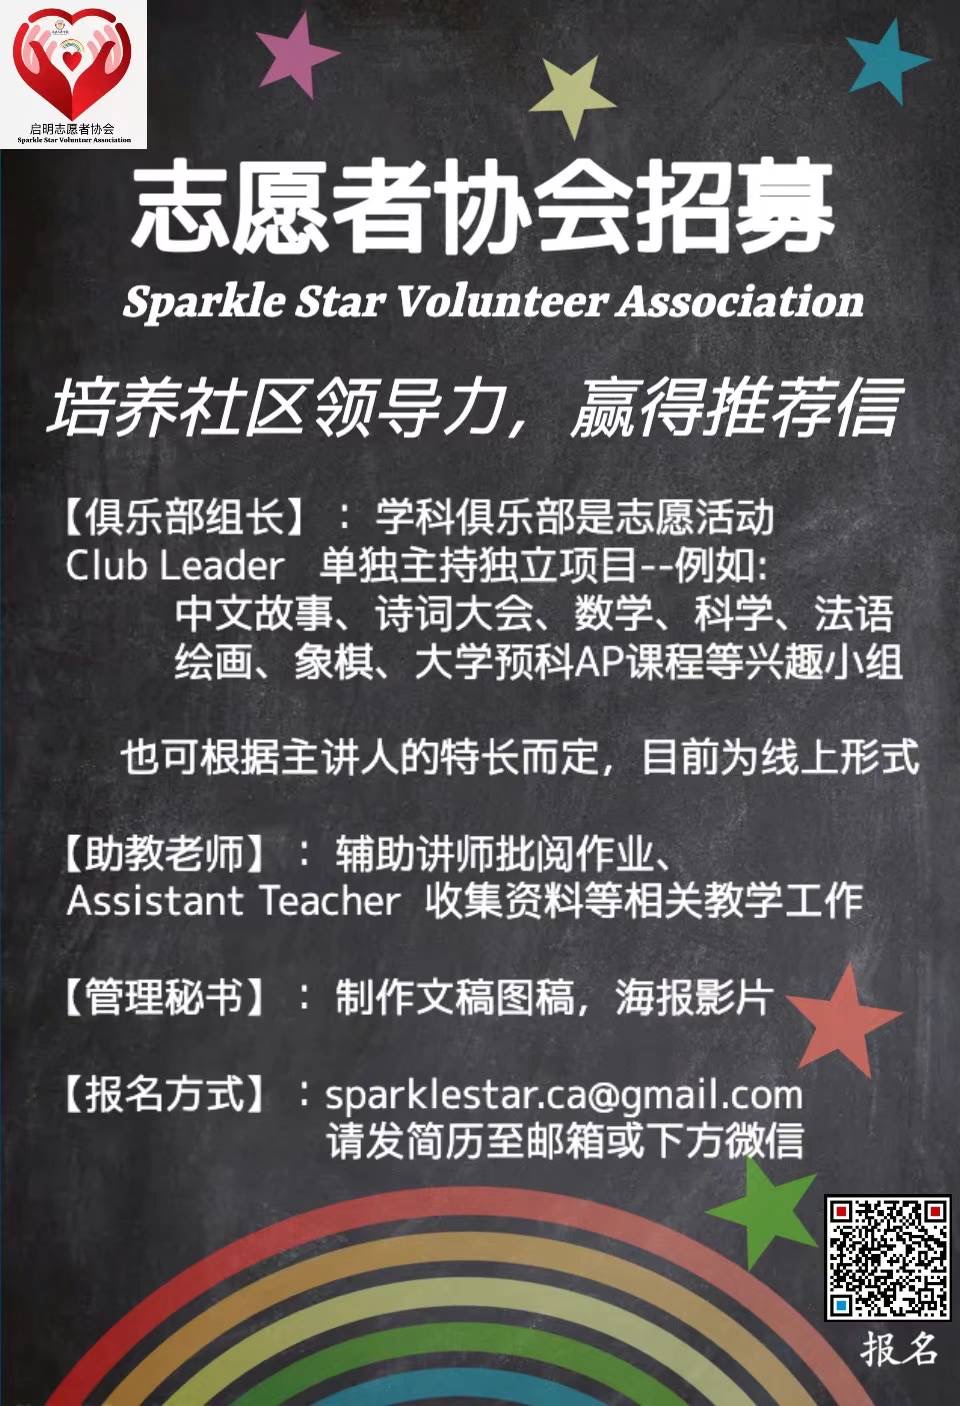 启明志愿者协会
Sparkle Star Volunteer Association
志愿者协会招募
Sparkle Star Volunteer Association
培养社区领导力，赢得推荐信
【俱乐部组长】：学科俱乐部是志愿活动
Club Leader 单独主持独立项目--例如:
中文故事、诗词大会、数学、科学、法语
绘画、象棋、大学预科AP课程等兴趣小组
也可根据主讲人的特长而定，目前为线上形式
【助教老师】：辅助讲师批阅作业、
Assistant Teacher 收集资料等相关教学工作
【管理秘书】：制作文稿图稿，海报影片
【报名方式】：sparklestar.ca@gmail.com
请发简历至邮箱或下方微信
报名